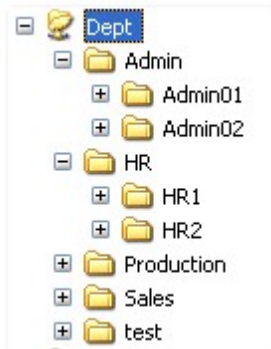 Dept
Admin
Admin01
Admin02
HR
HR1
HR2
Production
Sales
test